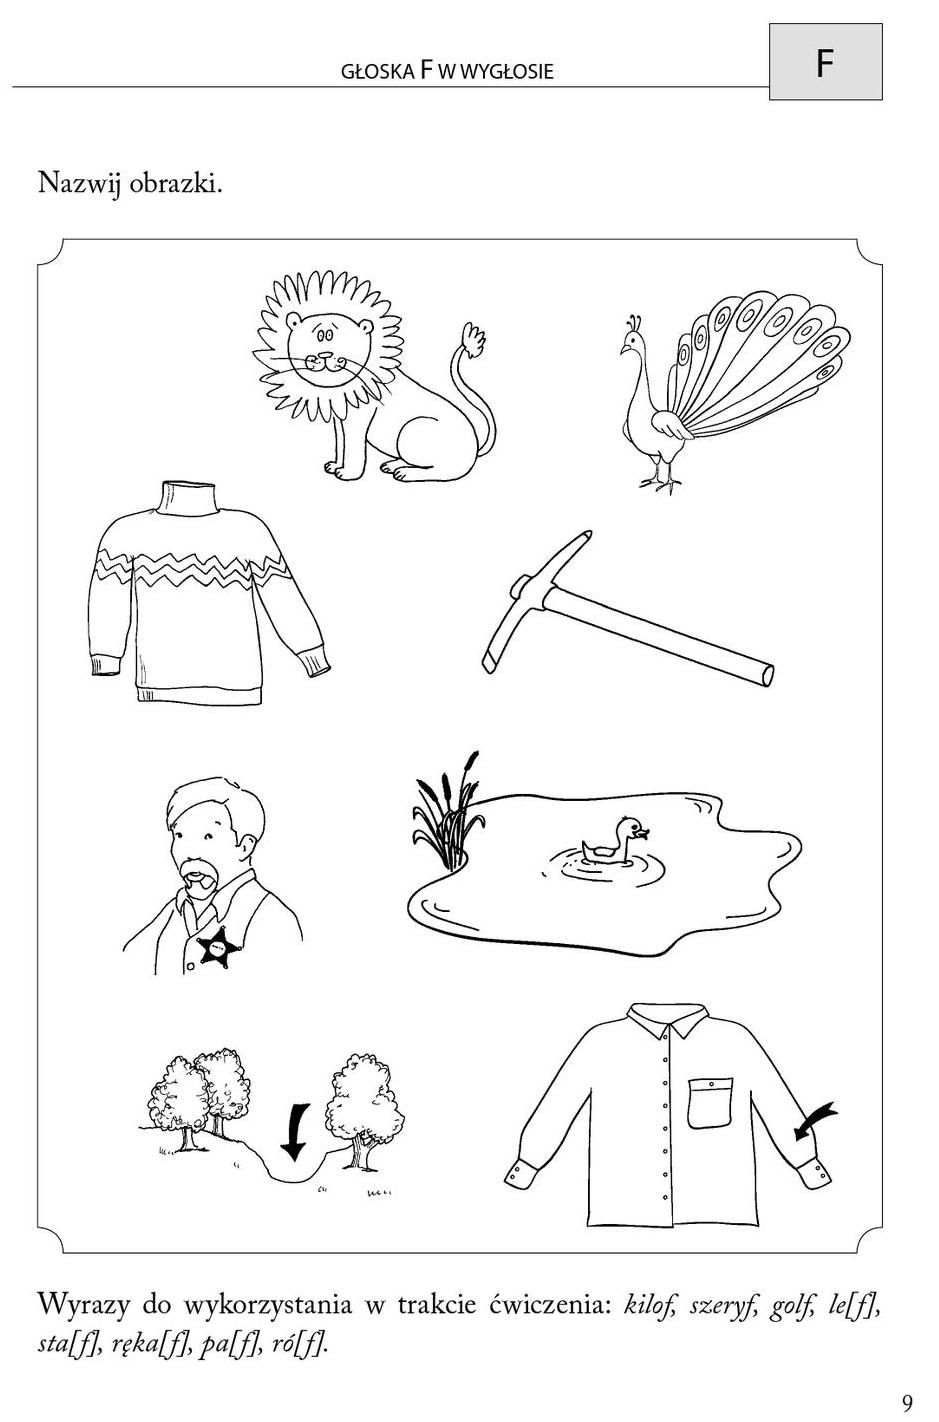 GŁOSKA F W WYGŁOSIE
F
Nazwij obrazki.
Wyrazy do wykorzystania w trakcie ćwiczenia: kilof, szeryf, golf, le[f],
sta[f], ręka[f], pa[f], ró[f].
9